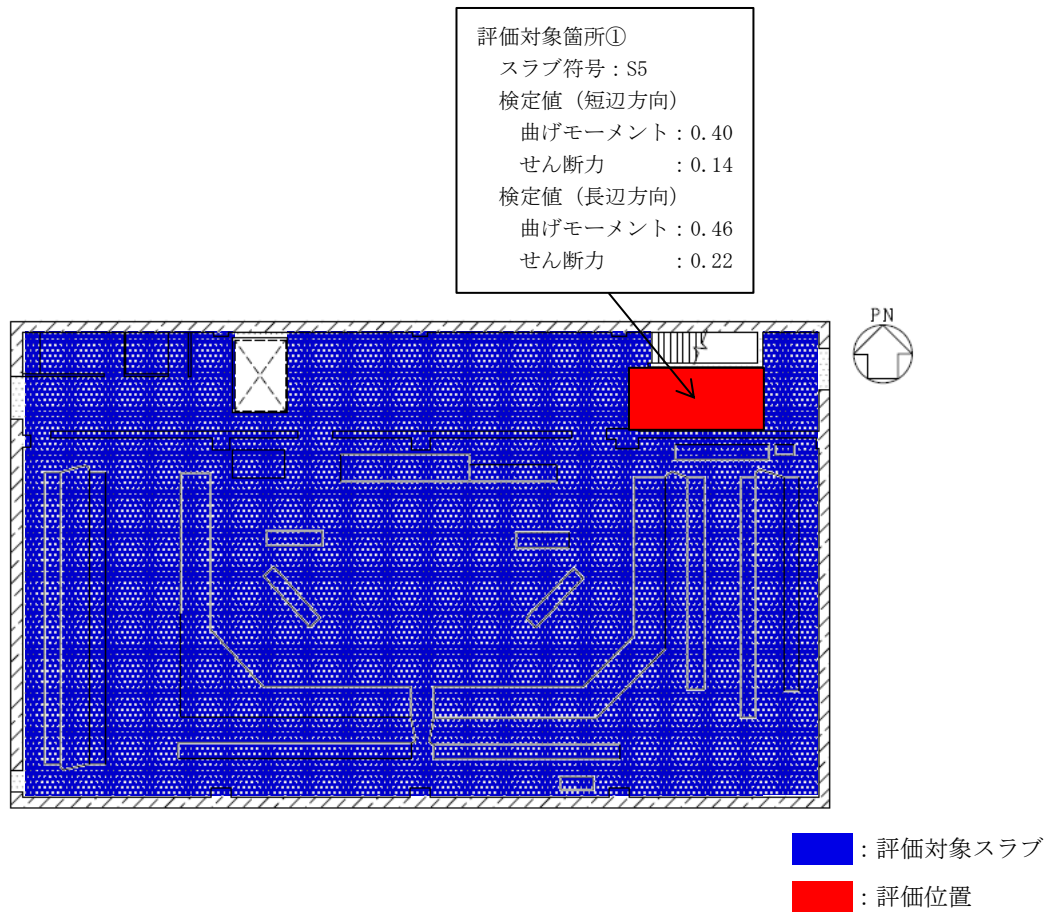 評価対象箇所①
スラブ符号：S5
検定値（短辺方向）
曲げモーメント：0.40
せん断力　　　：0.14
検定値（長辺方向）
曲げモーメント：0.46
せん断力　　　：0.22
PN
：評価対象スラブ
：評価位置